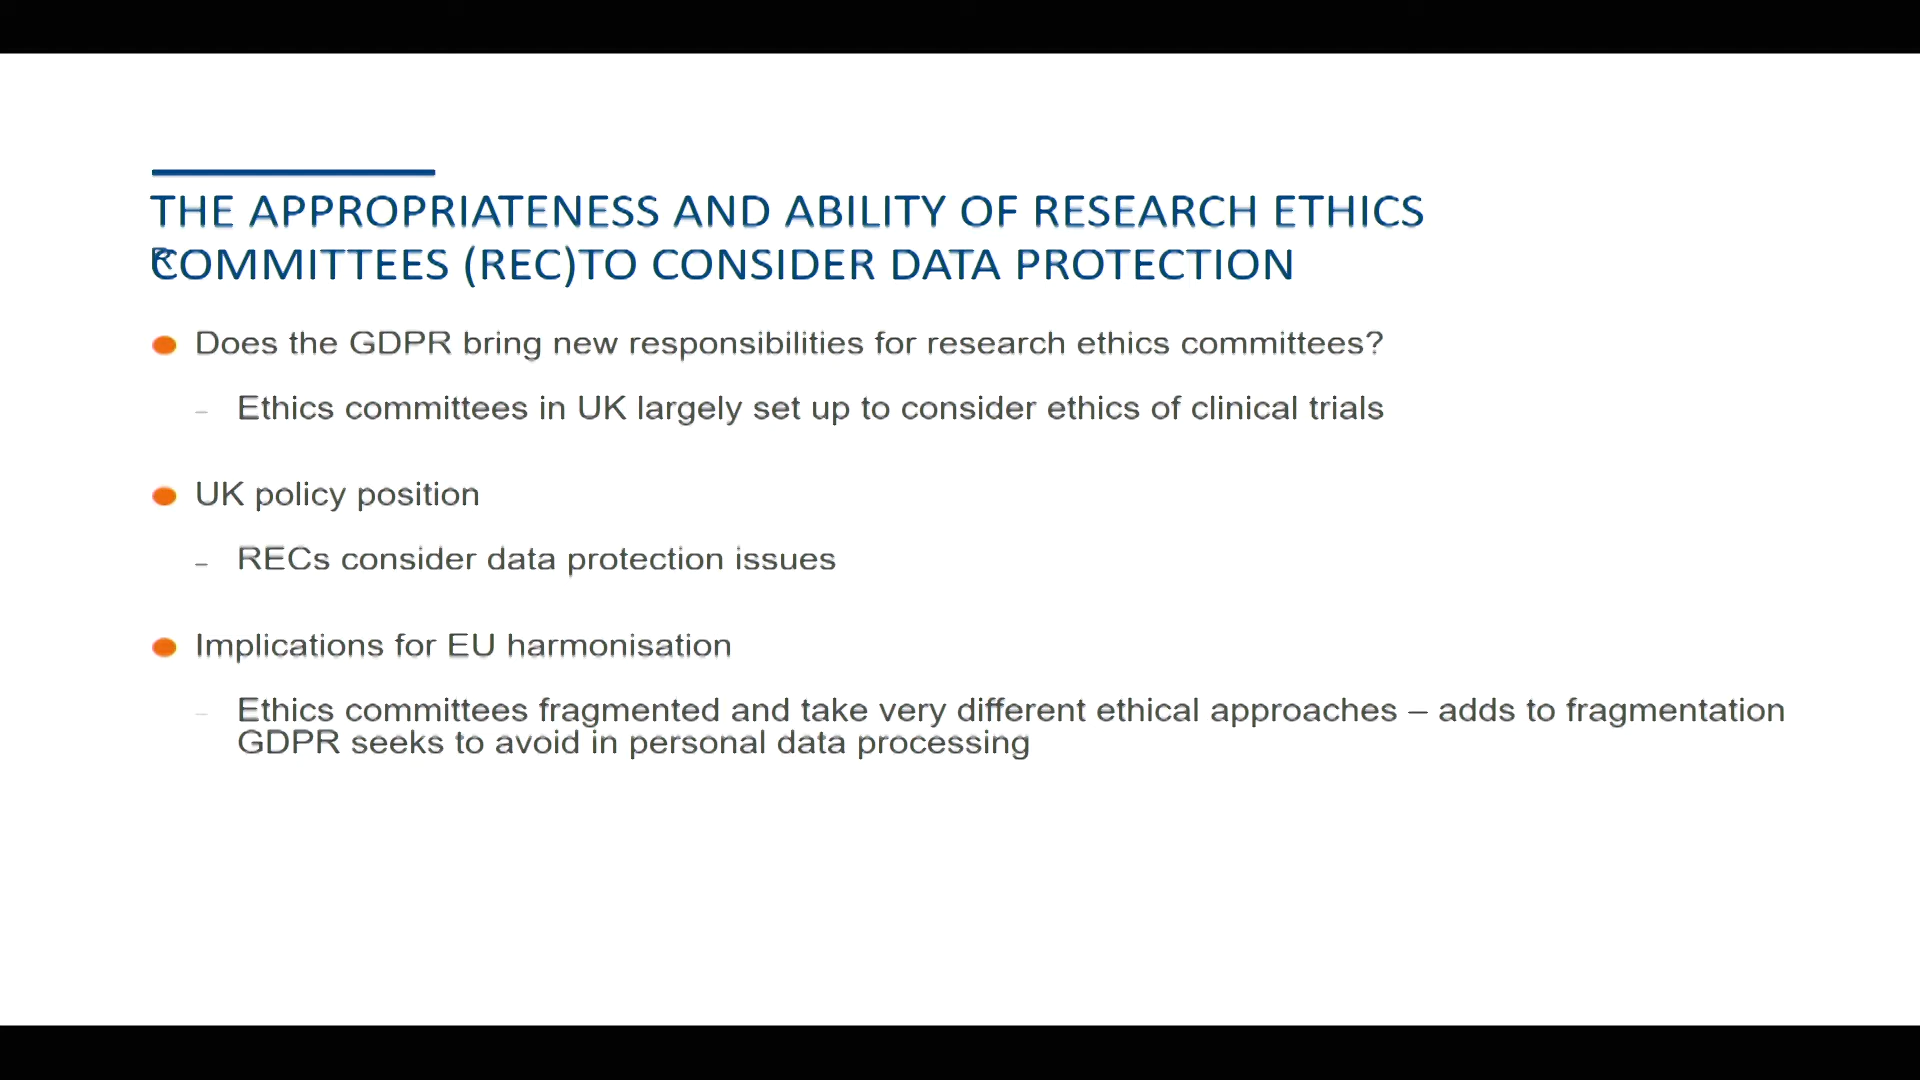 THE APPROPRIATENESS AND ABILITY OF RESEARCH ETHICS
COMMITTEES (REC)TO CONSIDER DATA PROTECTION
R
Does the GDPR bring new responsibilities for research ethics committees?
– Ethics committees in UK largely set up to consider ethics of clinical trials
UK policy position
– RECs consider data protection issues
Implications for EU harmonisation
– Ethics committees fragmented and take very different ethical approaches – adds to fragmentation
GDPR seeks to avoid in personal data processing